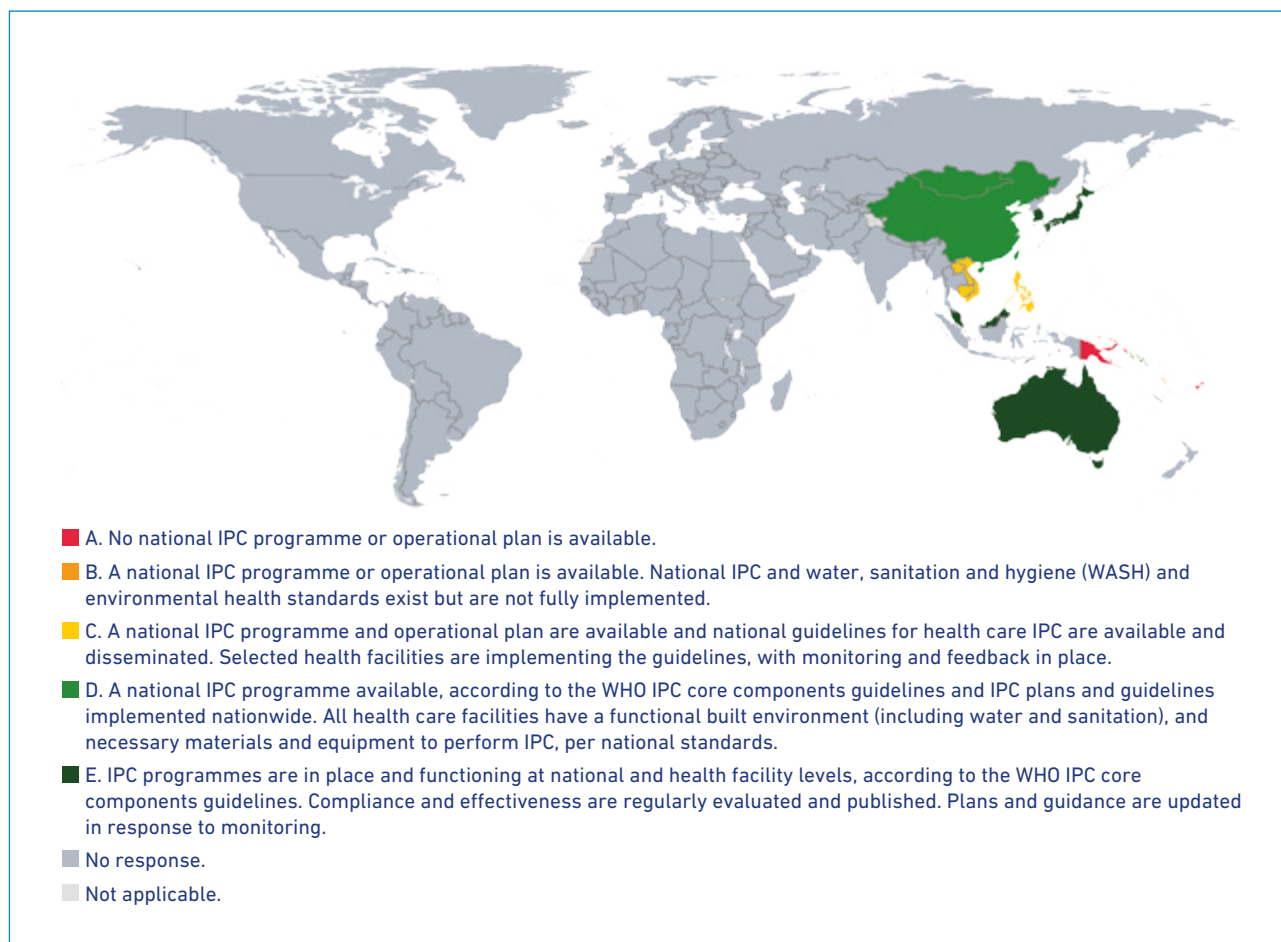 A. No national IPC programme or operational plan is available.
B. A national IPC programme or operational plan is available. National IPC and water, sanitation and hygiene (WASH) and
environmental health standards exist but are not fully implemented.
C. A national IPC programme and operational plan are available and national guidelines for health care IPC are available and
disseminated. Selected health facilities are implementing the guidelines, with monitoring and feedback in place.
D. A national IPC programme available, according to the WHO IPC core components guidelines and IPC plans and guidelines
implemented nationwide. All health care facilities have a functional built environment (including water and sanitation), and
necessary materials and equipment to perform IPC, per national standards.
E. IPC programmes are in place and functioning at national and health facility levels, according to the WHO IPC core
components guidelines. Compliance and effectiveness are regularly evaluated and published. Plans and guidance are updated
in response to monitoring.
No response.
Not applicable.